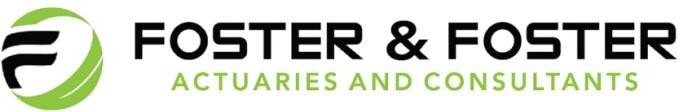 FOSTER & FOSTER
ACTUARIES AND CONSULTANTS